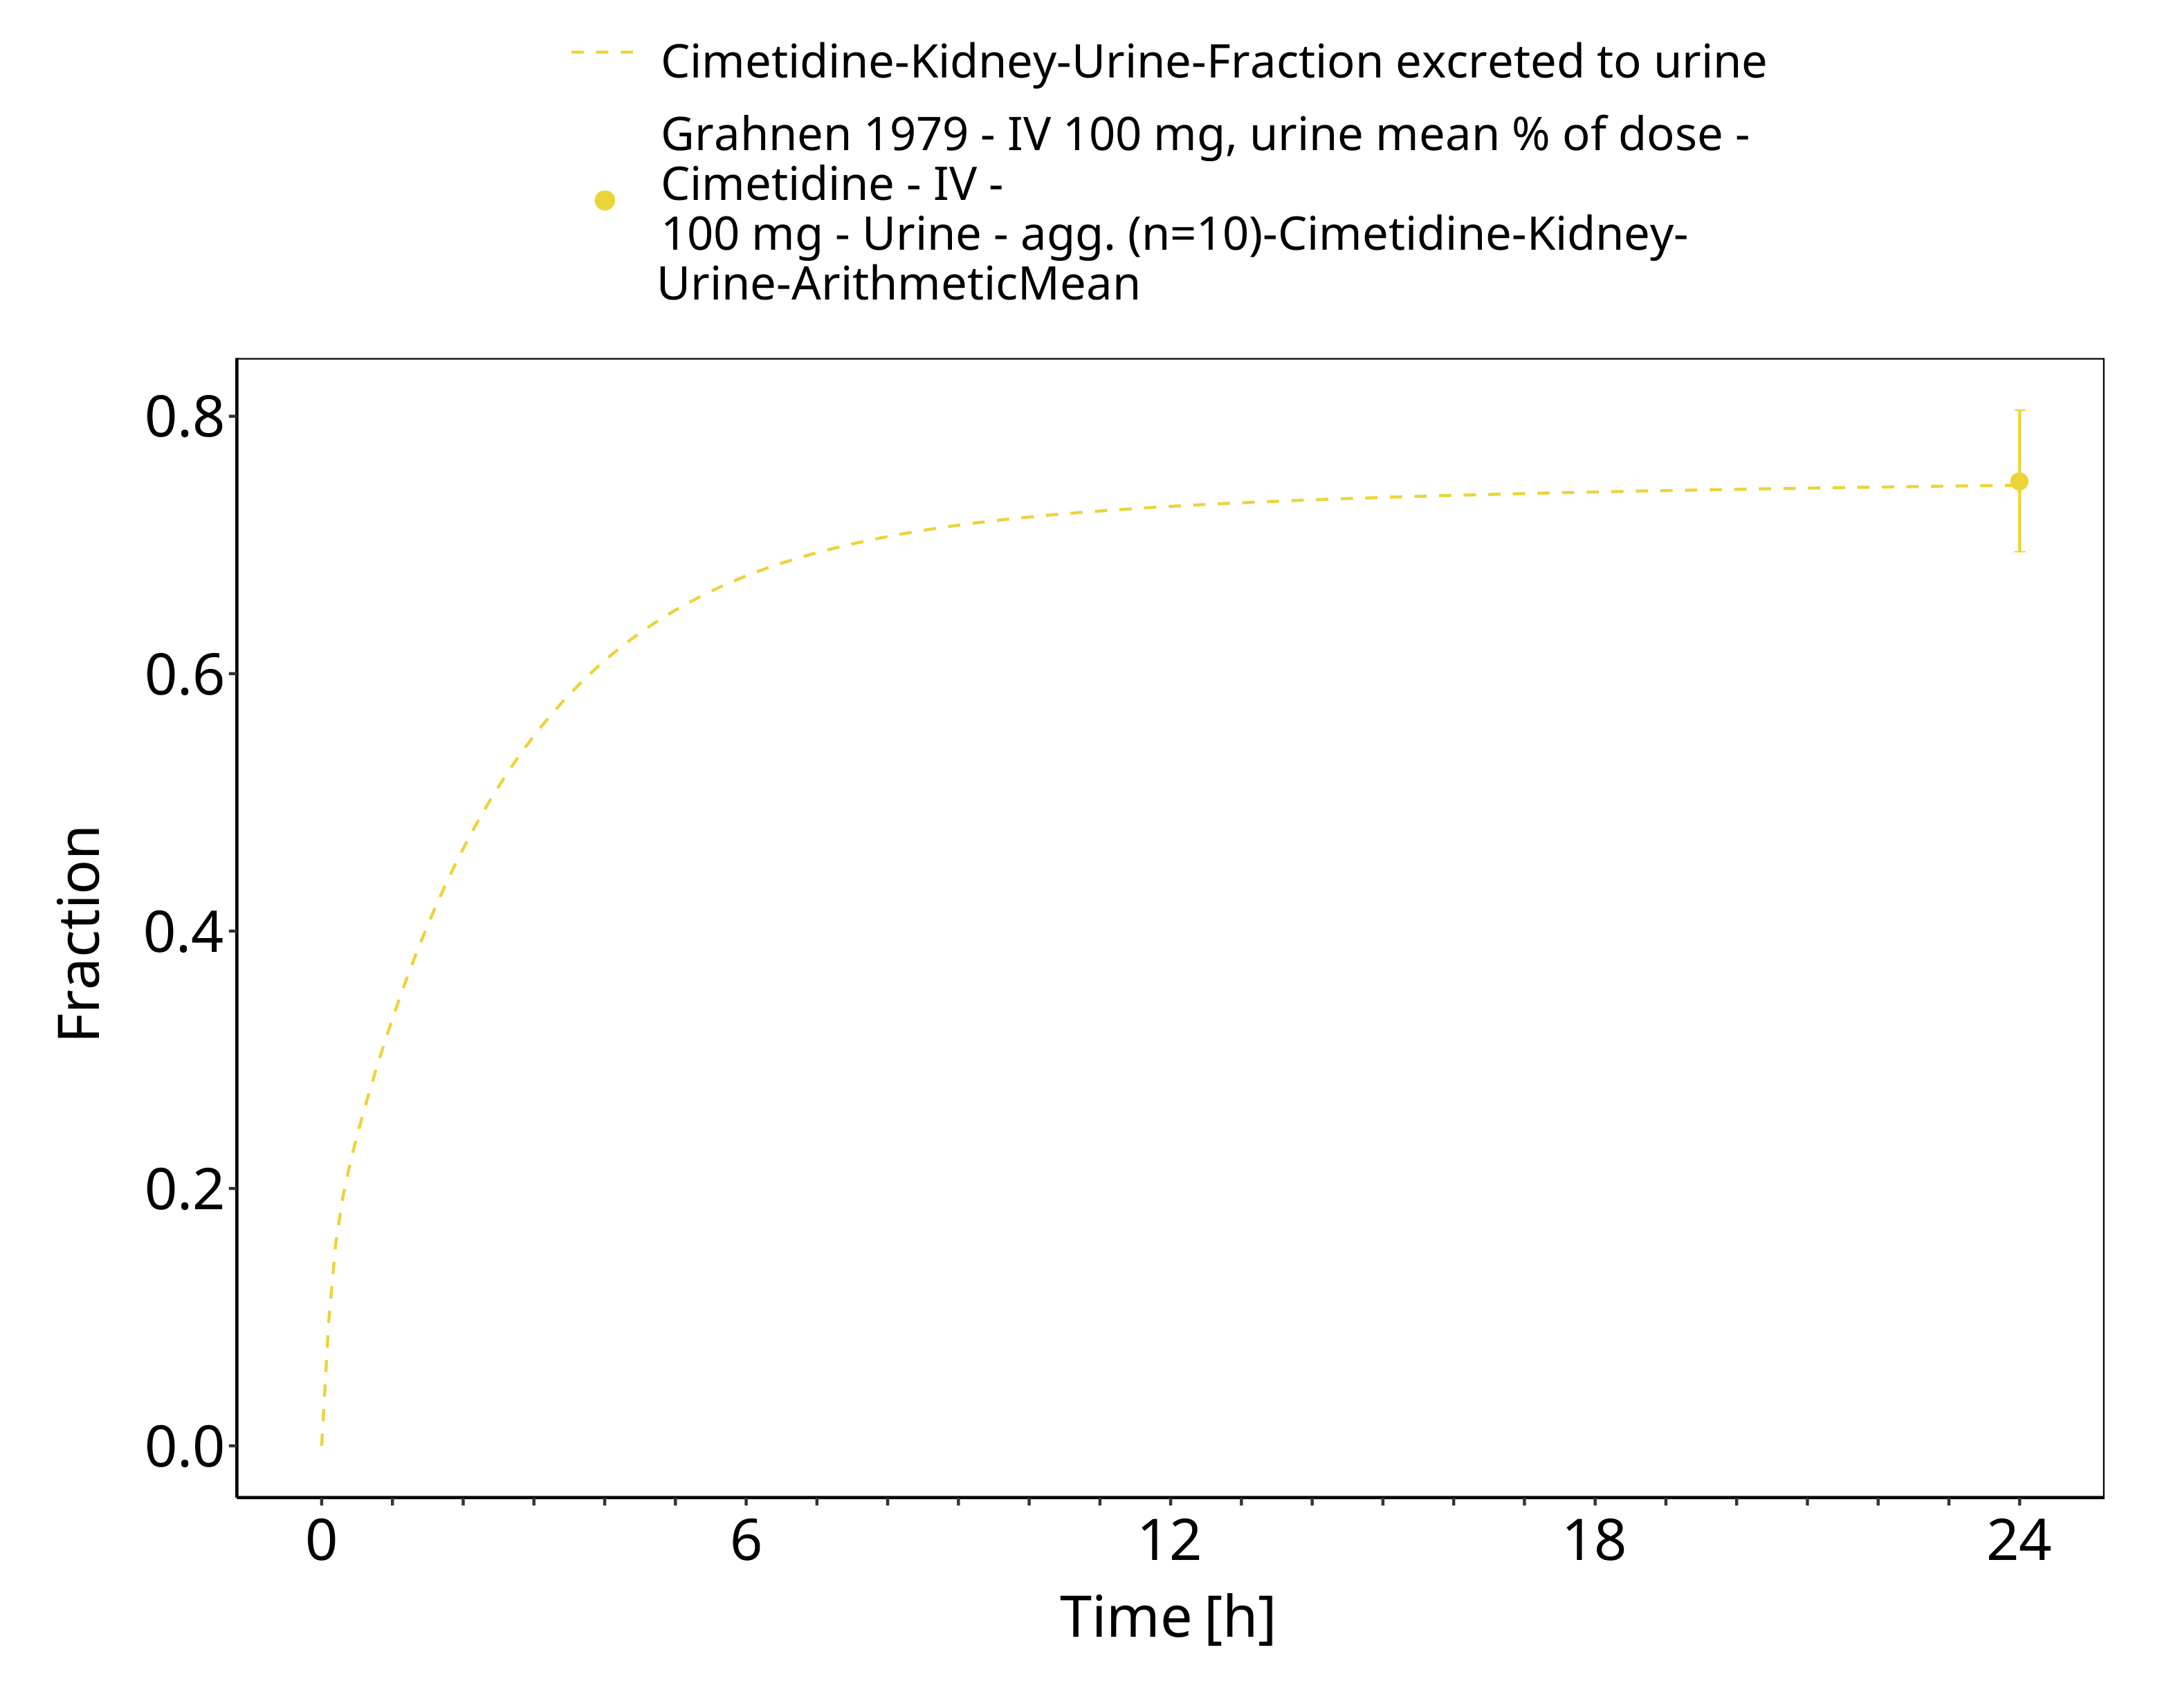 Cimetidine-Kidney-Urine-Fraction excreted to urine
Grahnen 1979 - IV 100 mg, urine mean % of dose -
Cimetidine - IV -
100 mg - Urine - agg. (n=10)-Cimetidine-Kidney-
Urine-ArithmeticMean
0.8
0.6
0.4
0.2
0.0
Fraction
0 6 12 18 24
Time [h]